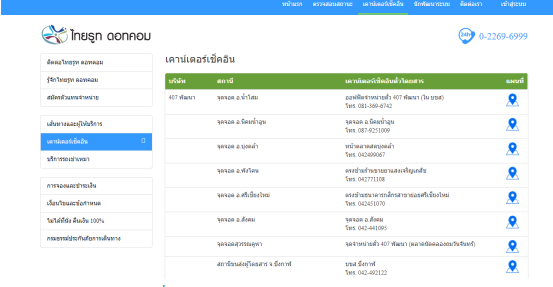 หน้าแรก ตรวจสอบสถานะ เคาน์เตอร์เช็คอิน ชักพัฒนาระบบ ติดต่อเรา เข้าสู่ระบบ
ไทยรูท ดอทคอม
24h 0-2269-6999
ติดต่อไทยรูท ดอทคอม
รู้จักไทยรูท ดอทคอม
สมัครตัวแทนจำหน่าย
เส้นทางและผู้ให้บริการ
เคาน์เตอร์เช็คอิน
บริการรถเช่าเหมา
การจองและชำระเงิน
เงื่อนไขและข้อกำหนด
ไม่ได้ที่นั่ง คืนเงิน 100%
กรมธรรม์ประกันภัยการเดินทาง
เคาน์เตอร์เช็คอิน
บริษัท สถานี เคาน์เตอร์เช็คอินตั๋วโดยสาร แผนที่
407 พัฒนา จุดจอด อ.น้ำโสม ออฟฟิศจำหน่ายตั๋ว 407 พัฒนา (ใน บขส)
โทร. 081-369-6742
จุดจอด อ.นิคมน้ำอูน จุดจอด อ.นิคมน้ำอูน
โทร. 087-9251009
จุดจอด อ.บุ่งคล้า หน้าตลาดสดบุ่งคล้า
โทร. 042499067
จุดจอด อ.พังโคน ตรงข้ามร้านขายยาแสงเจริญเภสัช
โทร. 042771108
จุดจอด อ.ศรีเชียงใหม่ ตรงข้ามธนาคารกสิกรสาขาย่อยศรีเชียงใหม่
โทร. 042451070
จุดจอด อ.สังคม จุดจอด อ.สังคม
โทร. 042-441095
จุดจอดสุวรรณคูหา จุดจำหน่ายตั๋ว 407 พัฒนา (ตลาดนัดคลองถมวันจันทร์)
สถานีขนส่งผู้โดยสาร จ.บึงกาฬ บขส.บึงกาฬ
โทร. 042-492122